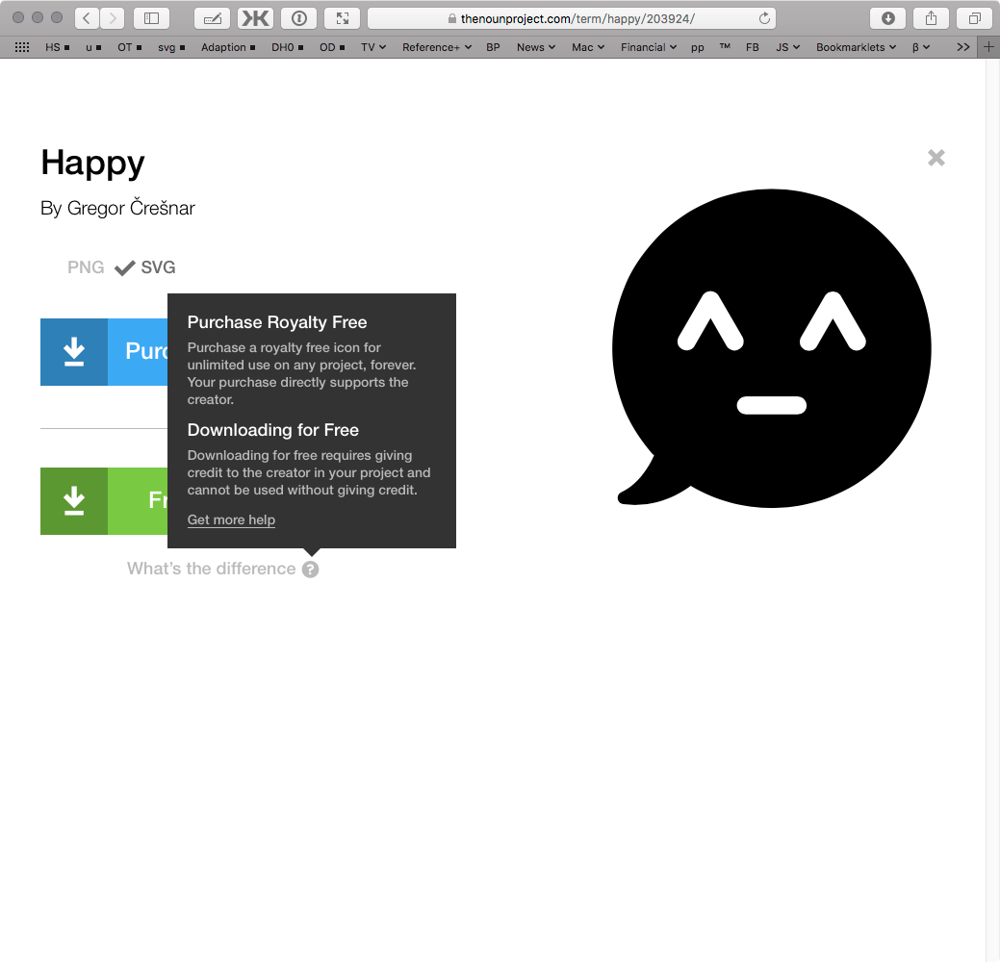 thenounproject.com/term/happy/203924/
HS u OT svg Adaption DH0 OD TV Reference+ BP News Mac Financial pp ™ FB JS Bookmarklets β >> +
Happy
By Gregor Črešnar
PNG SVG
Purchase Royalty Free
Purchase a royalty free icon for
unlimited use on any project, forever.
Your purchase directly supports the
creator.
Downloading for Free
Downloading for free requires giving
credit to the creator in your project and
cannot be used without giving credit.
Get more help
Purc
Fr
What's the difference ?